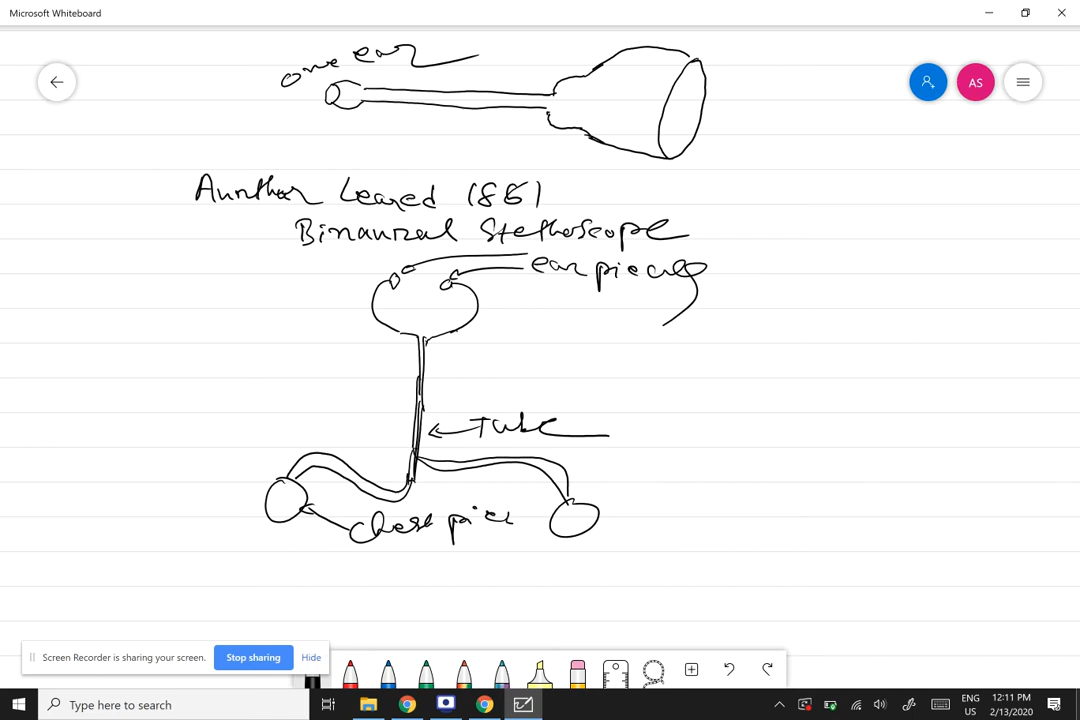 Microsoft Whiteboard
one ear
AS
Aurthor Leared 1851
Binaural Stethoscope
ear pieces
Tube
chest piece
Screen Recorder is sharing your screen.
Stop sharing
Hide
Type here to search
ENG
US
12:11 PM
2/13/2020